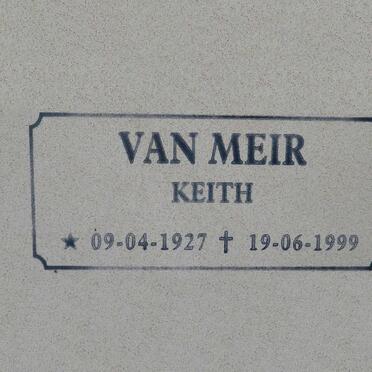 VAN MEIR
KEITH
★ 09-04-1927 ✝ 19-06-1999